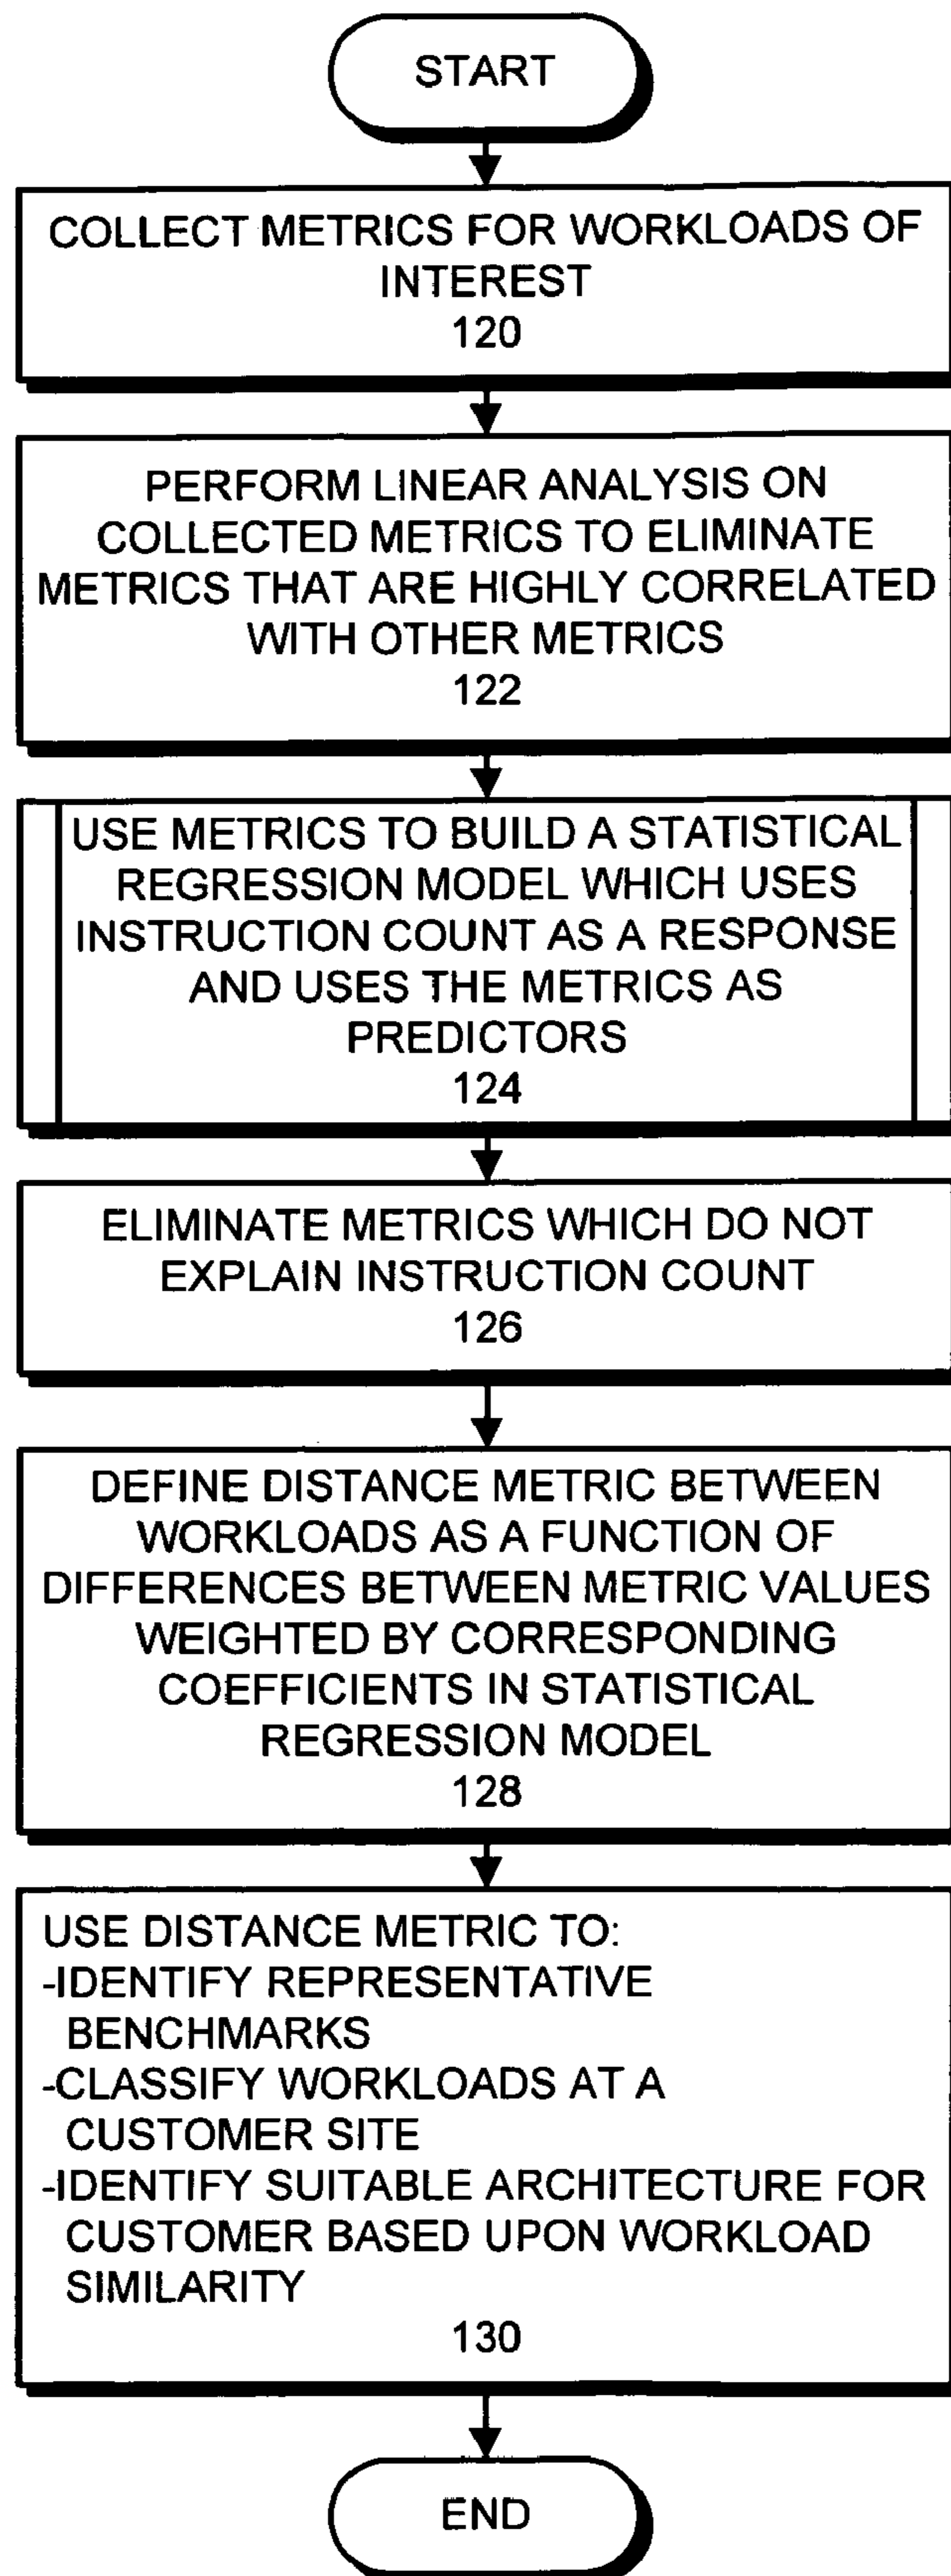 START
COLLECT METRICS FOR WORKLOADS OF
INTEREST
120
PERFORM LINEAR ANALYSIS ON
COLLECTED METRICS TO ELIMINATE
METRICS THAT ARE HIGHLY CORRELATED
WITH OTHER METRICS
122
USE METRICS TO BUILD A STATISTICAL
REGRESSION MODEL WHICH USES
INSTRUCTION COUNT AS A RESPONSE
AND USES THE METRICS AS
PREDICTORS
124
ELIMINATE METRICS WHICH DO NOT
EXPLAIN INSTRUCTION COUNT
126
DEFINE DISTANCE METRIC BETWEEN
WORKLOADS AS A FUNCTION OF
DIFFERENCES BETWEEN METRIC VALUES
WEIGHTED BY CORRESPONDING
COEFFICIENTS IN STATISTICAL
REGRESSION MODEL
128
USE DISTANCE METRIC TO:
-IDENTIFY REPRESENTATIVE
BENCHMARKS
-CLASSIFY WORKLOADS AT A
CUSTOMER SITE
-IDENTIFY SUITABLE ARCHITECTURE FOR
CUSTOMER BASED UPON WORKLOAD
SIMILARITY
130
END